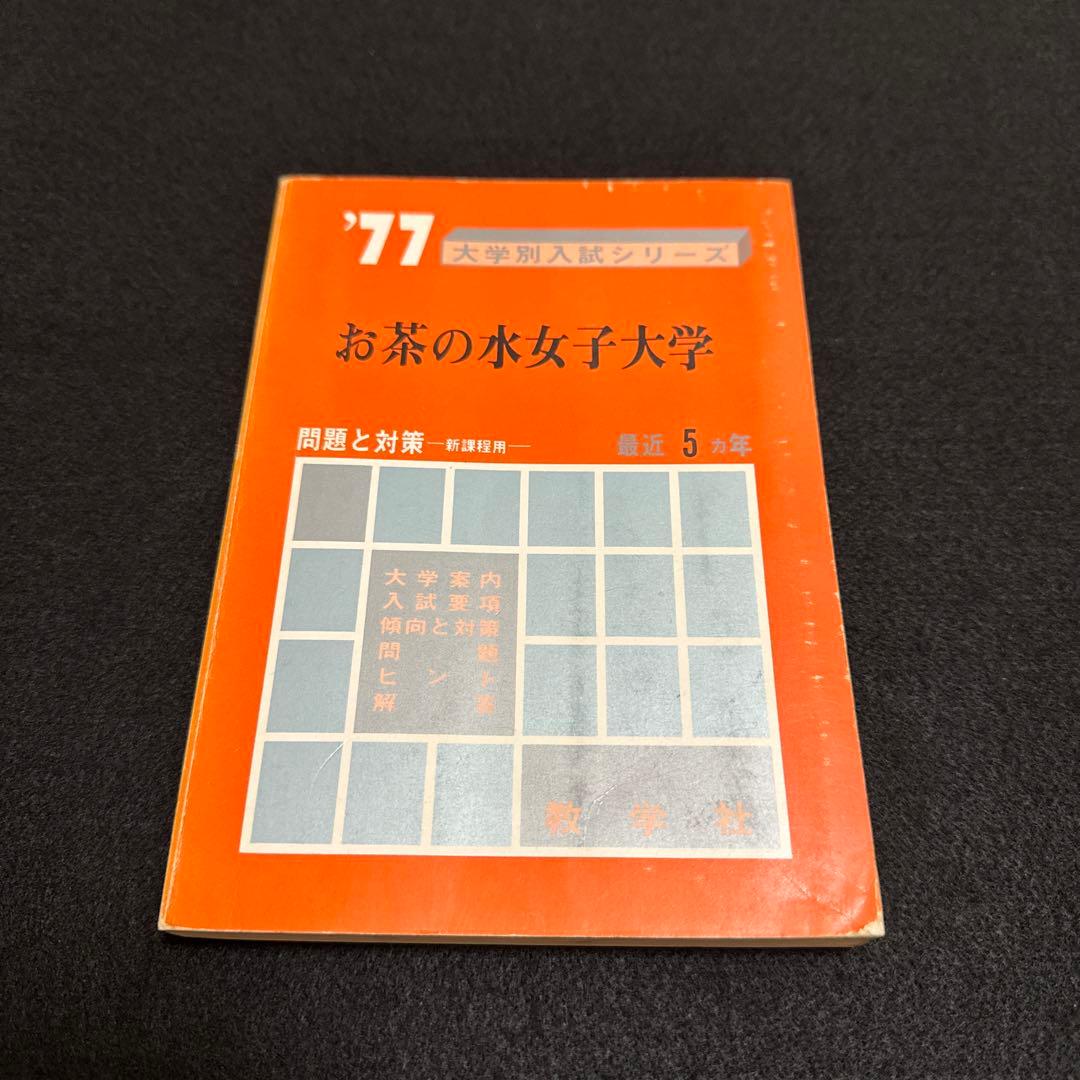 '77
大学別入試シリーズ
お茶の水女子大学
問題と対策―新課程用―
最近 5 カ年
大学案内
入試要項
傾向と対策
問題
ヒント
解答
教学社